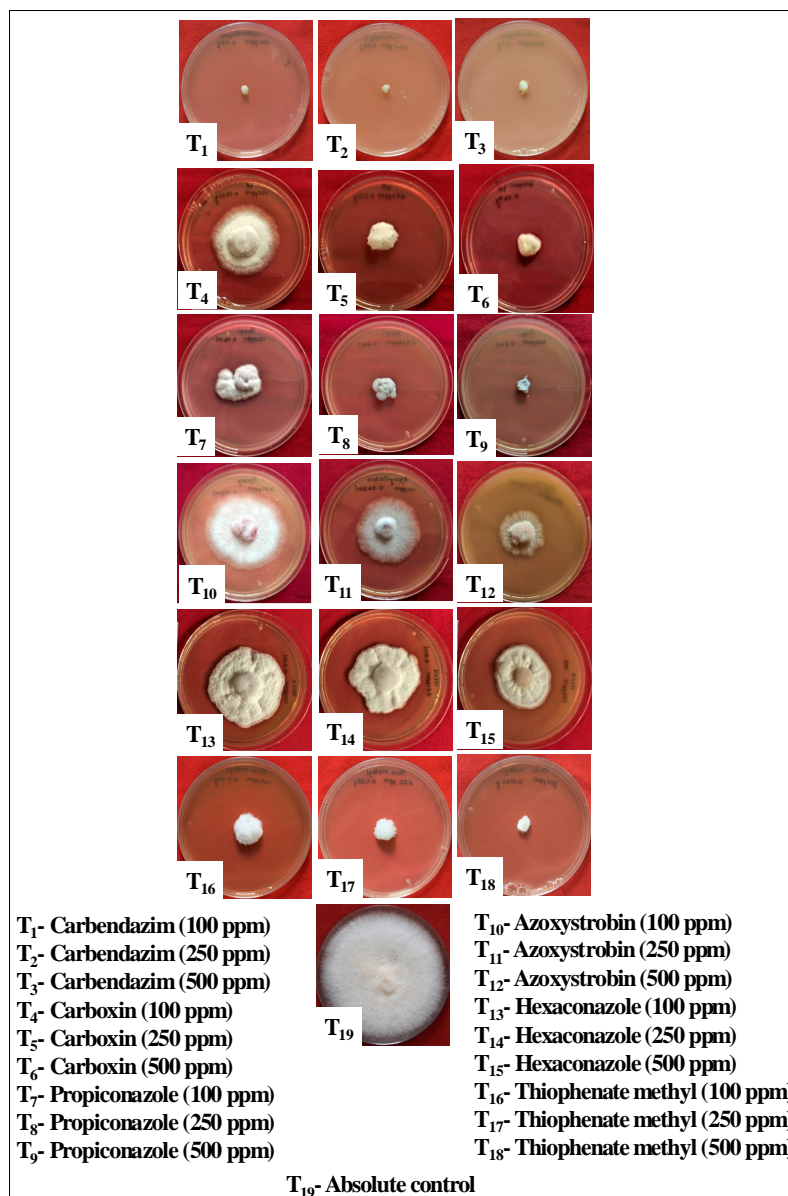 T1
T2
T3
T4
T5
T6
T7
T8
T9
T10
T11
T12
T13
T14
T15
T16
T17
T18
T19
T1- Carbendazim (100 ppm)
T2- Carbendazim (250 ppm)
T3- Carbendazim (500 ppm)
T4- Carboxin (100 ppm)
T5- Carboxin (250 ppm)
T6- Carboxin (500 ppm)
T7- Propiconazole (100 ppm)
T8- Propiconazole (250 ppm)
T9- Propiconazole (500 ppm)
T10- Azoxystrobin (100 ppm)
T11- Azoxystrobin (250 ppm)
T12- Azoxystrobin (500 ppm)
T13- Hexaconazole (100 ppm)
T14- Hexaconazole (250 ppm)
T15- Hexaconazole (500 ppm)
T16- Thiophenate methyl (100 ppm)
T17- Thiophenate methyl (250 ppm)
T18- Thiophenate methyl (500 ppm)
T19- Absolute control